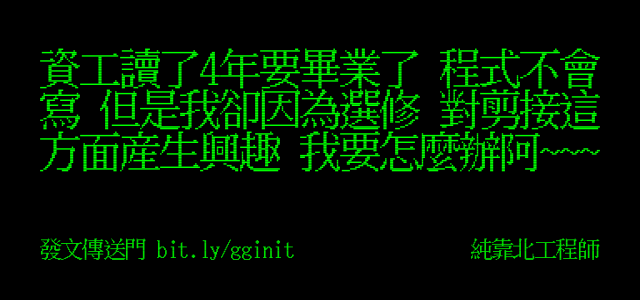 資工讀了4年要畢業了 程式不會
寫 但是我卻因為選修 對剪接這
方面産生興趣 我要怎麼辦阿~~~
發文傳送門 bit.ly/gginit
純靠北工程師